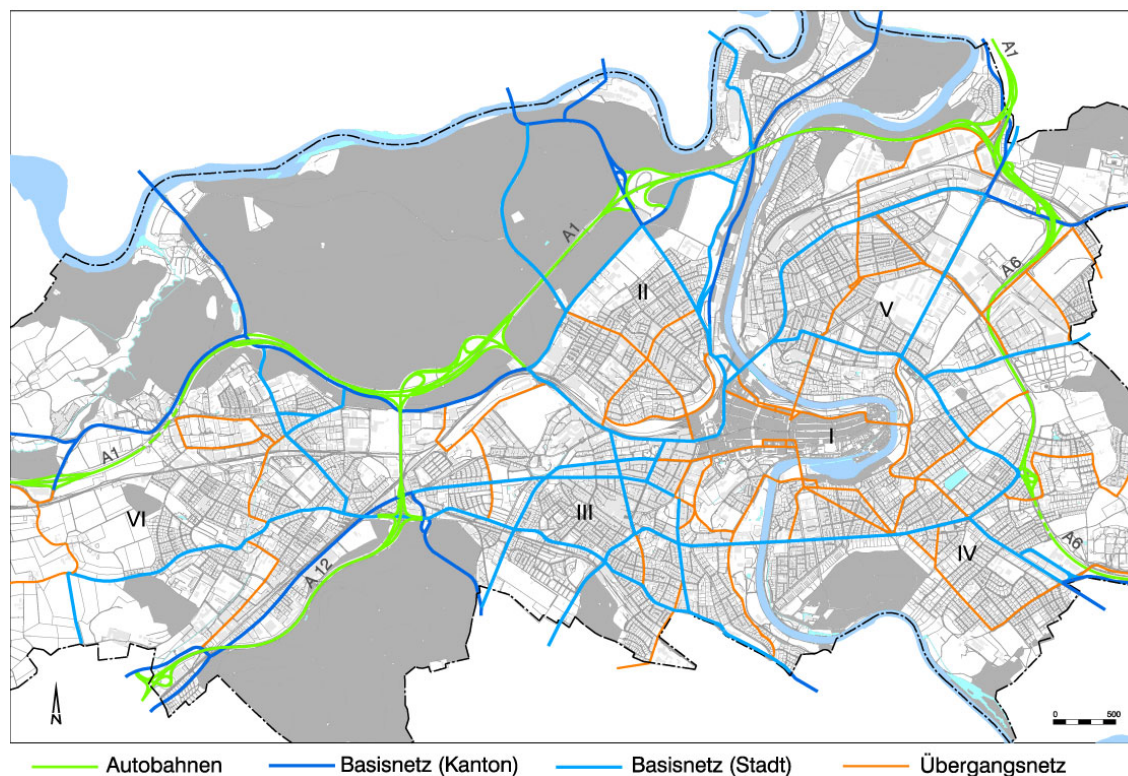 A1
A1
II
A6
V
I
A1
VI
III
A 12
IV
A6
N
0 500
Autobahnen Basisnetz (Kanton) Basisnetz (Stadt) Übergangsnetz